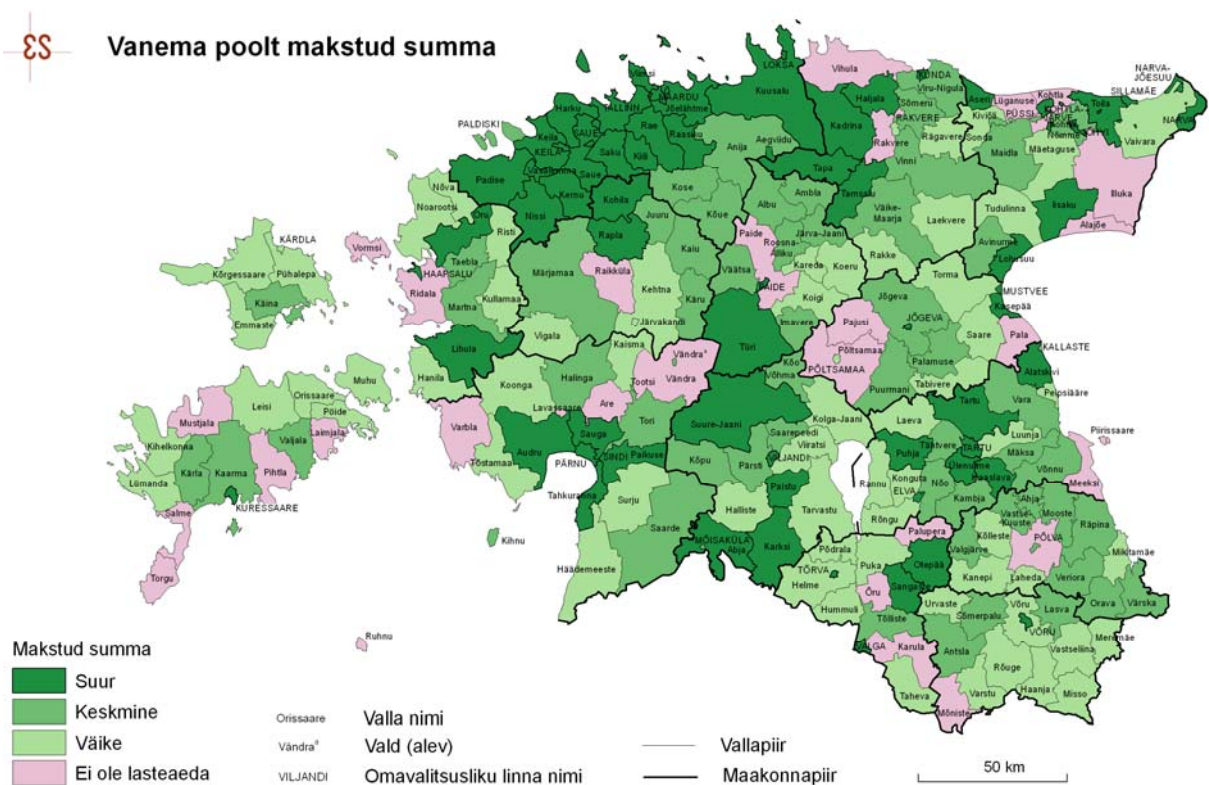 Vanema poolt makstud summa
LOKSA
Vihula
Viimsi
KUNDA
NARVA-
JÕESUU
SILLAMÄE
MAARDU
Kuusalu
Haljala
Viru-Nigula
Aseri
Lüganuse
Kohtla
Toila
TALLINN
Jõelähtme
Sõmeru
PÜSSI
Harku
PALDISKI
Rae
Raasiku
Kadrina
RAKVERE
Kiviõli
NARVA
Keila
SAUE
Anija
Aegviidu
Rakvere
Rägavere
Sonda
Vaivara
KEILA
Saku
Kiili
Vinni
Maidla
Mäetaguse
Vasalemma
Saue
Padise
Tapa
Illuka
Nõva
Kernu
Kohila
Kose
Ambla
Tamsalu
Iisaku
Noarootsi
Nissi
Albu
Väike-
Maarja
Tudulinna
Oru
Risti
Juuru
Kõue
Laekvere
Alajõe
KÄRDLA
Vormsi
Rapla
Paide
Järva-Jaani
Avinurme
Taebla
Kaiu
Roosna-
Alliku
Lohusuu
Kõrgessaare
Pühalepa
HAAPSALU
Märjamaa
Raikküla
Väätsa
Kareda
Koeru
Rakke
Torma
Ridala
Martna
Kullamaa
Kehtna
Käru
PAIDE
Koigi
Jõgeva
MUSTVEE
Käina
Kasepää
Emmaste
Järvakandi
Imavere
Pajusi
JÕGEVA
Saare
Pala
Lihula
Vigala
Kaisma
Türi
Põltsamaa
KALLASTE
Vändraª
Kõo
Palamuse
Muhu
Hanila
Koonga
Halinga
Tootsi
Vändra
Võhma
PÕLTSAMAA
Alatskivi
Leisi
Orissaare
Puurmani
Tabivere
Peipsiääre
Pöide
Lavassaare
Are
Kolga-Jaani
Tartu
Vara
Mustjala
Varbla
Tori
Suure-Jaani
Laeva
Laimjala
Sauga
Saarepeedi
Piirissaare
Kihelkonna
Valjala
Audru
Viiratsi
Tähtvere
TARTU
Luunja
Kärla
Kaarma
Pihtla
Tõstamaa
SINDI
Paikuse
Puhja
Mäksa
PÄRNU
Kõpu
Pärsti
VILJANDI
Ülenurme
Võnnu
Lümanda
Rannu
Konguta
Haaslava
Meeksi
Tahkuranna
Paistu
ELVA
Nõo
KURESSAARE
Surju
Kambja
Ahja
Salme
Halliste
Tarvastu
Rõngu
Vastse-
Kuuste
Mooste
Kihnu
Saarde
Palupera
Räpina
MÕISAKÜLA
Karksi
Põdrala
Kõlleste
PÕLVA
Abja
Valgjärve
Mikitamäe
Torgu
Häädemeeste
TÕRVA
Puka
Otepää
Helme
Kanepi
Laheda
Veriora
Õru
Sangaste
Hummuli
Urvaste
Võru
Lasva
Orava
Värska
Ruhnu
Tõlliste
Sõmerpalu
VÕRU
VALGA
Karula
Meremäe
Antsla
Vastseliina
Rõuge
Taheva
Varstu
Haanja
Misso
Mõniste
Makstud summa
Suur
Keskmine
Väike
Ei ole lasteaeda
Orissaare Valla nimi
Vändraª Vald (alev)
VILJANDI Omavalitsusliku linna nimi
Vallapiir
Maakonnapiir
50 km